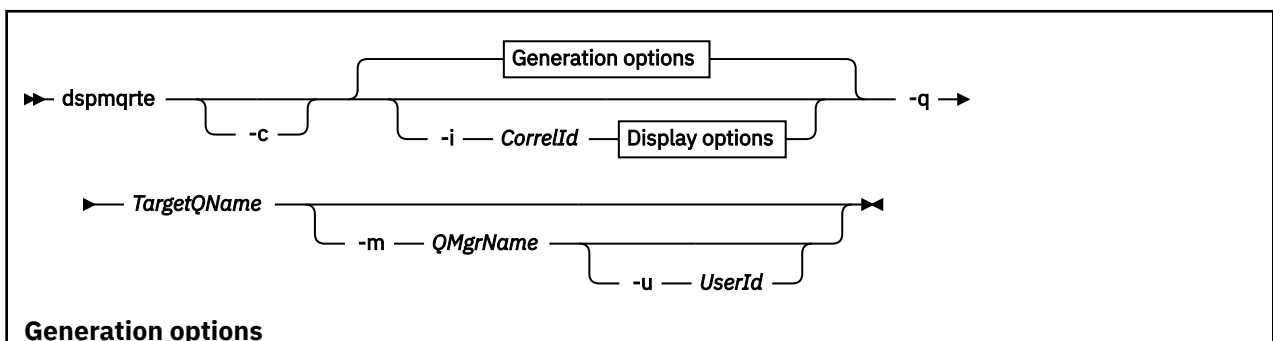 Generation options
dspmqrte -q
-c
-i CorrelId Display options
TargetQName
-m QMgrName
-u UserId
Generation options